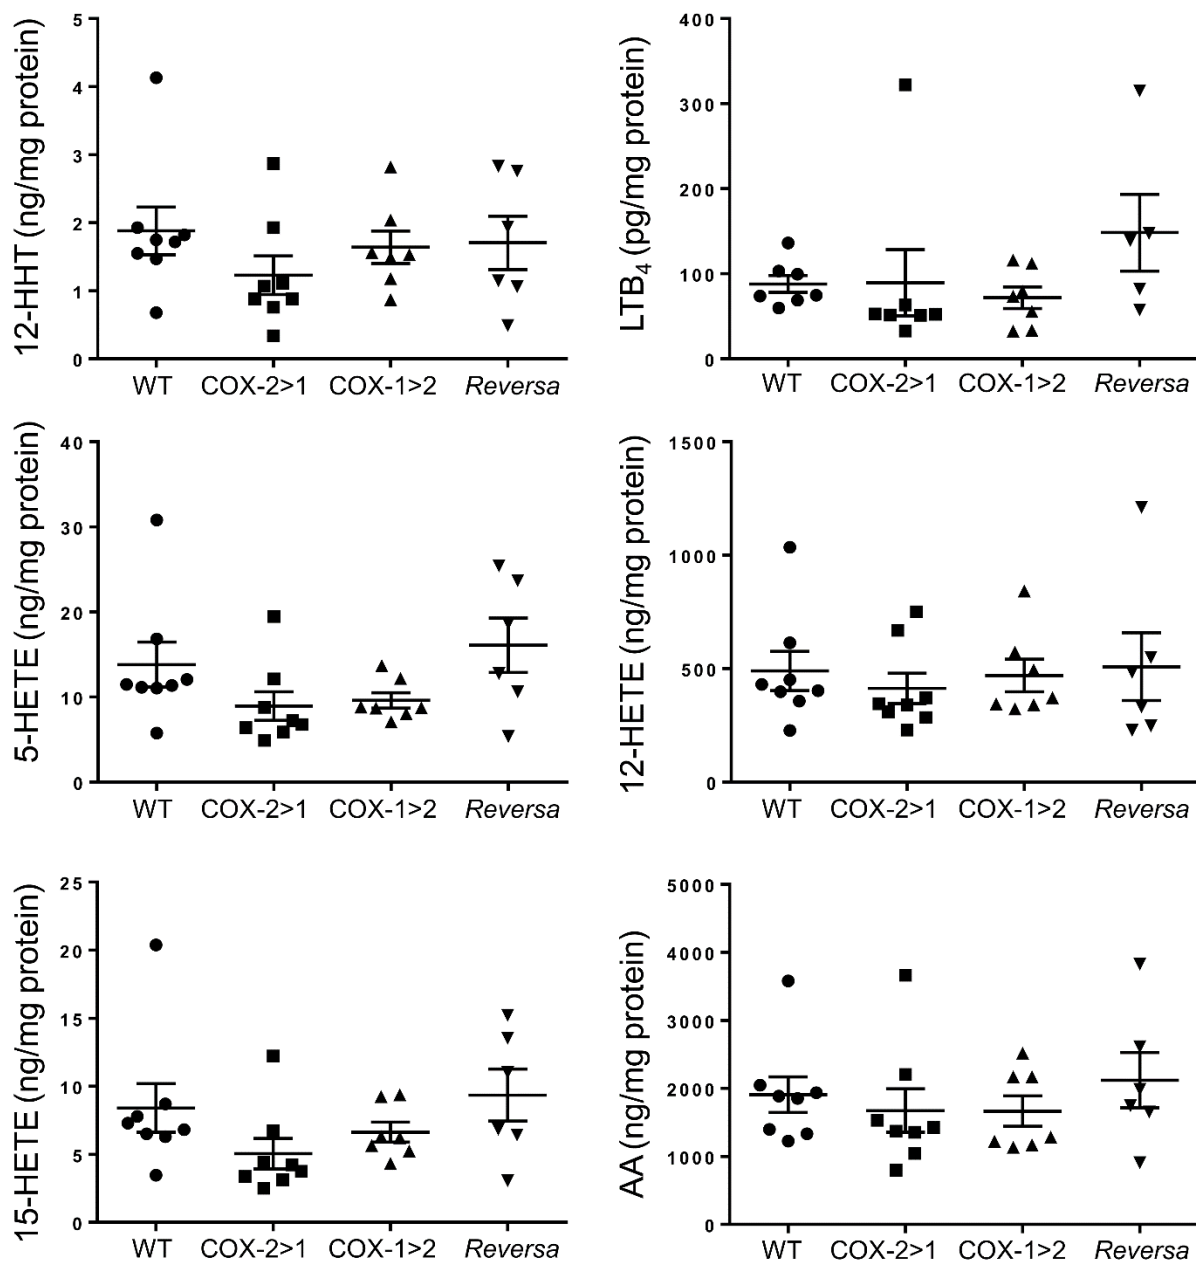 12-HHT (ng/mg protein)
5
4
3
2
1
0
WT COX-2>1 COX-1>2 Reversa
LTB4 (pg/mg protein)
400
300
200
100
0
WT COX-2>1 COX-1>2 Reversa
5-HETE (ng/mg protein)
40
30
20
10
0
WT COX-2>1 COX-1>2 Reversa
12-HETE (ng/mg protein)
1500
1000
500
0
WT COX-2>1 COX-1>2 Reversa
15-HETE (ng/mg protein)
25
20
15
10
5
0
WT COX-2>1 COX-1>2 Reversa
AA (ng/mg protein)
5000
4000
3000
2000
1000
0
WT COX-2>1 COX-1>2 Reversa